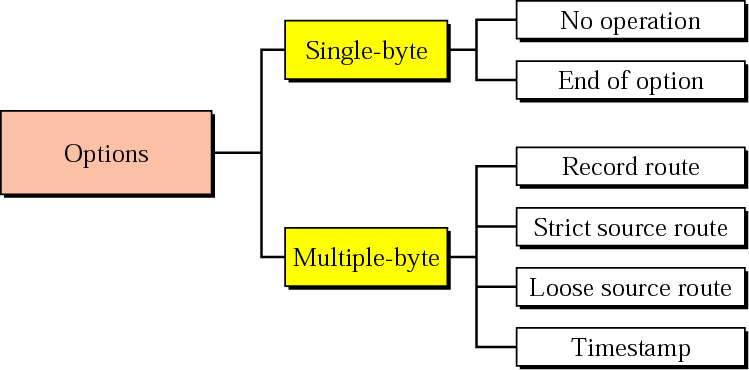 Options
Single-byte
No operation
End of option
Multiple-byte
Record route
Strict source route
Loose source route
Timestamp